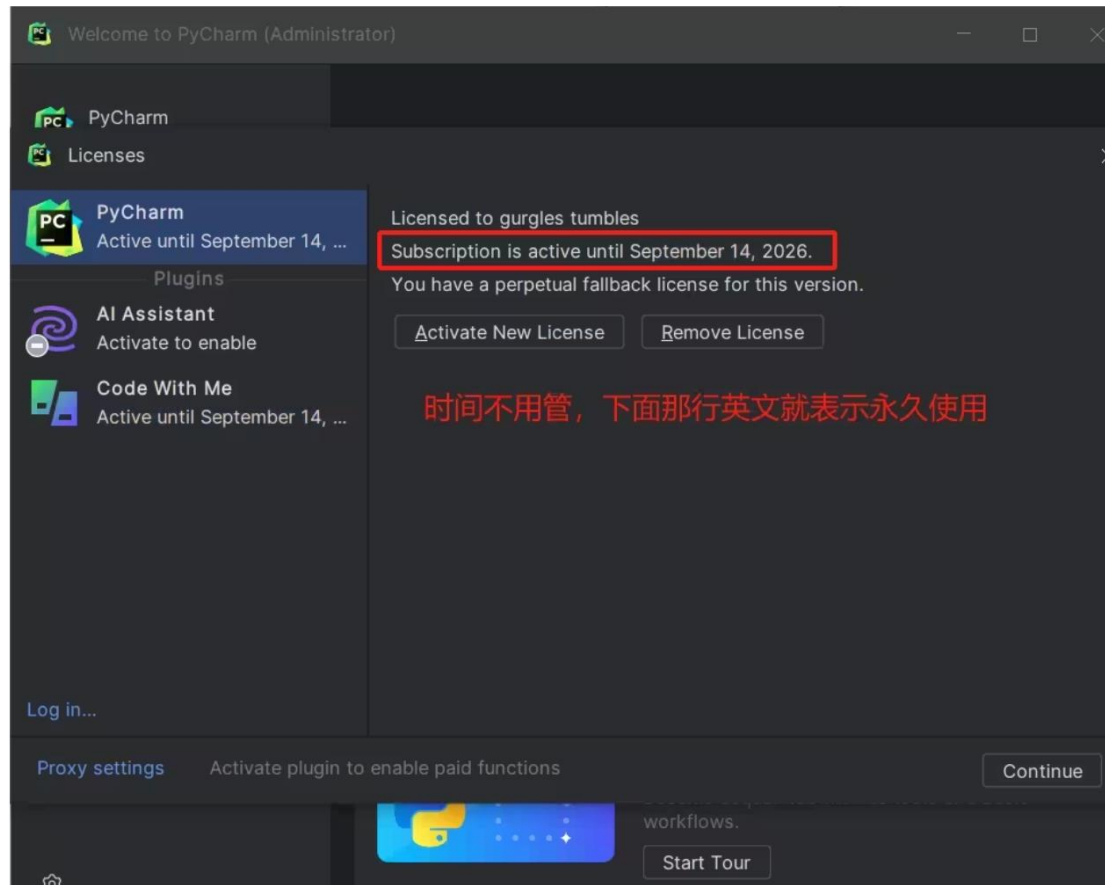 Welcome to PyCharm (Administrator)
PyCharm
Licenses
PC
PyCharm
Active until September 14, ...
Plugins
AI Assistant
Activate to enable
Code With Me
Active until September 14, ...
Log in...
Licensed to gurgles tumbles
Subscription is active until September 14, 2026.
You have a perpetual fallback license for this version.
Activate New License
Remove License
时间不用管，下面那行英文就表示永久使用
Proxy settings
Activate plugin to enable paid functions
Continue
workflows.
Start Tour